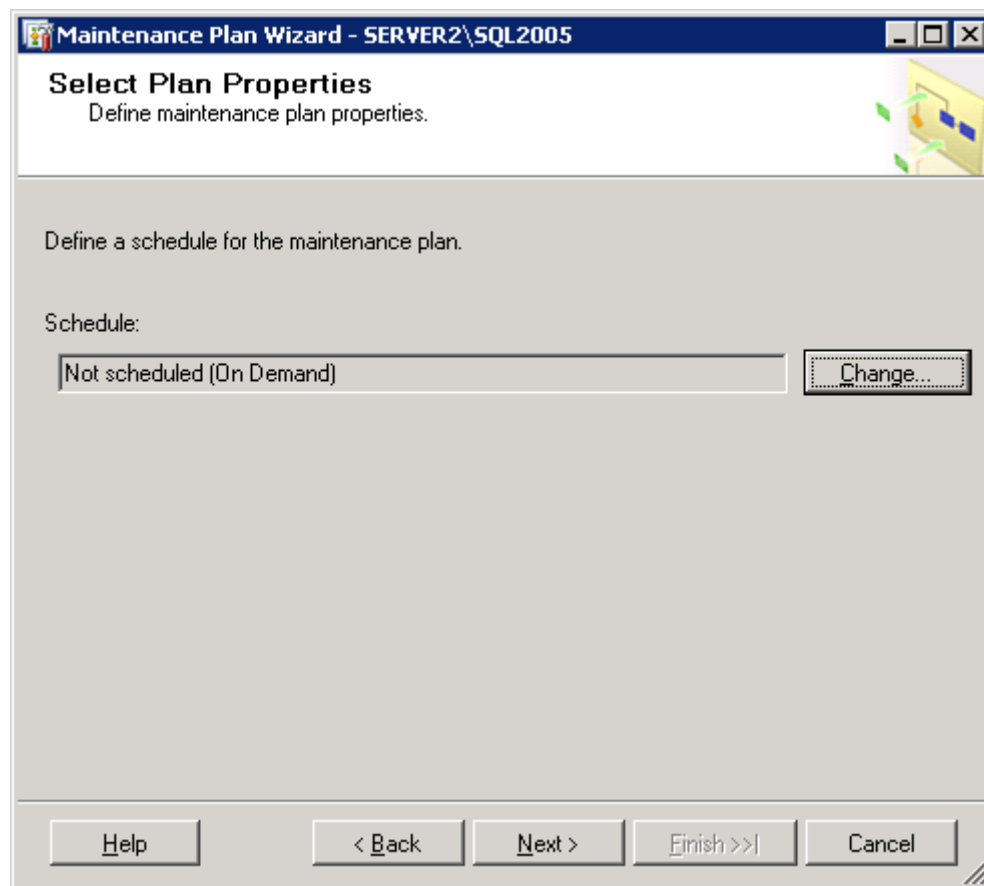 Maintenance Plan Wizard - SERVER2\SQL2005
Select Plan Properties
Define maintenance plan properties.
Define a schedule for the maintenance plan.
Schedule:
Not scheduled (On Demand)
Change...
Help
< Back
Next >
Finish >>|
Cancel